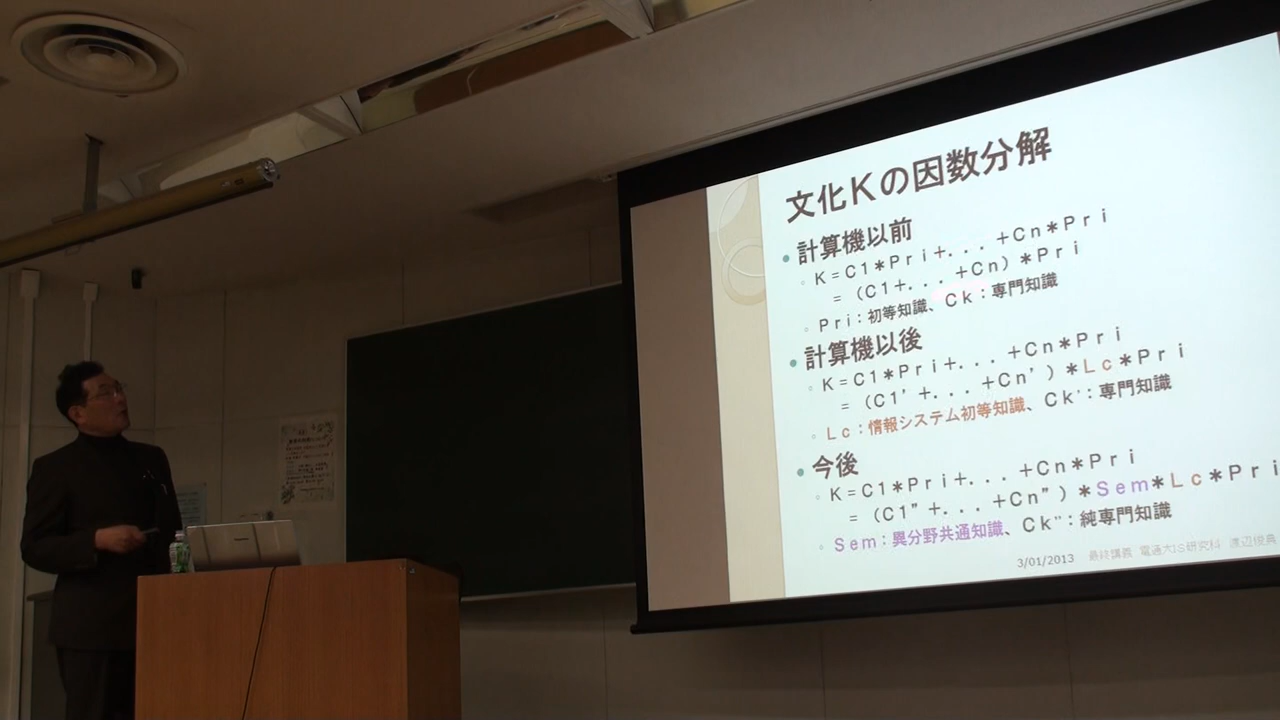 文化Kの因数分解
計算機以前
K=C1*Pri+...+Cn*Pri
=(C1+...+Cn)*Pri
Pri:初等知識、Ck:専門知識
計算機以後
K=C1*Pri+...+Cn*Pri
=(C1'+...+Cn')*Lc*Pri
Lc:情報システム初等知識、Ck':専門知識
今後
K=C1*Pri+...+Cn*Pri
=(C1"+...+Cn")*Sem*Lc*Pri
Sem:異分野共通知識、Ck":純専門知識
3/01/2013 最終講義 電通大IS研究科 渡辺俊典